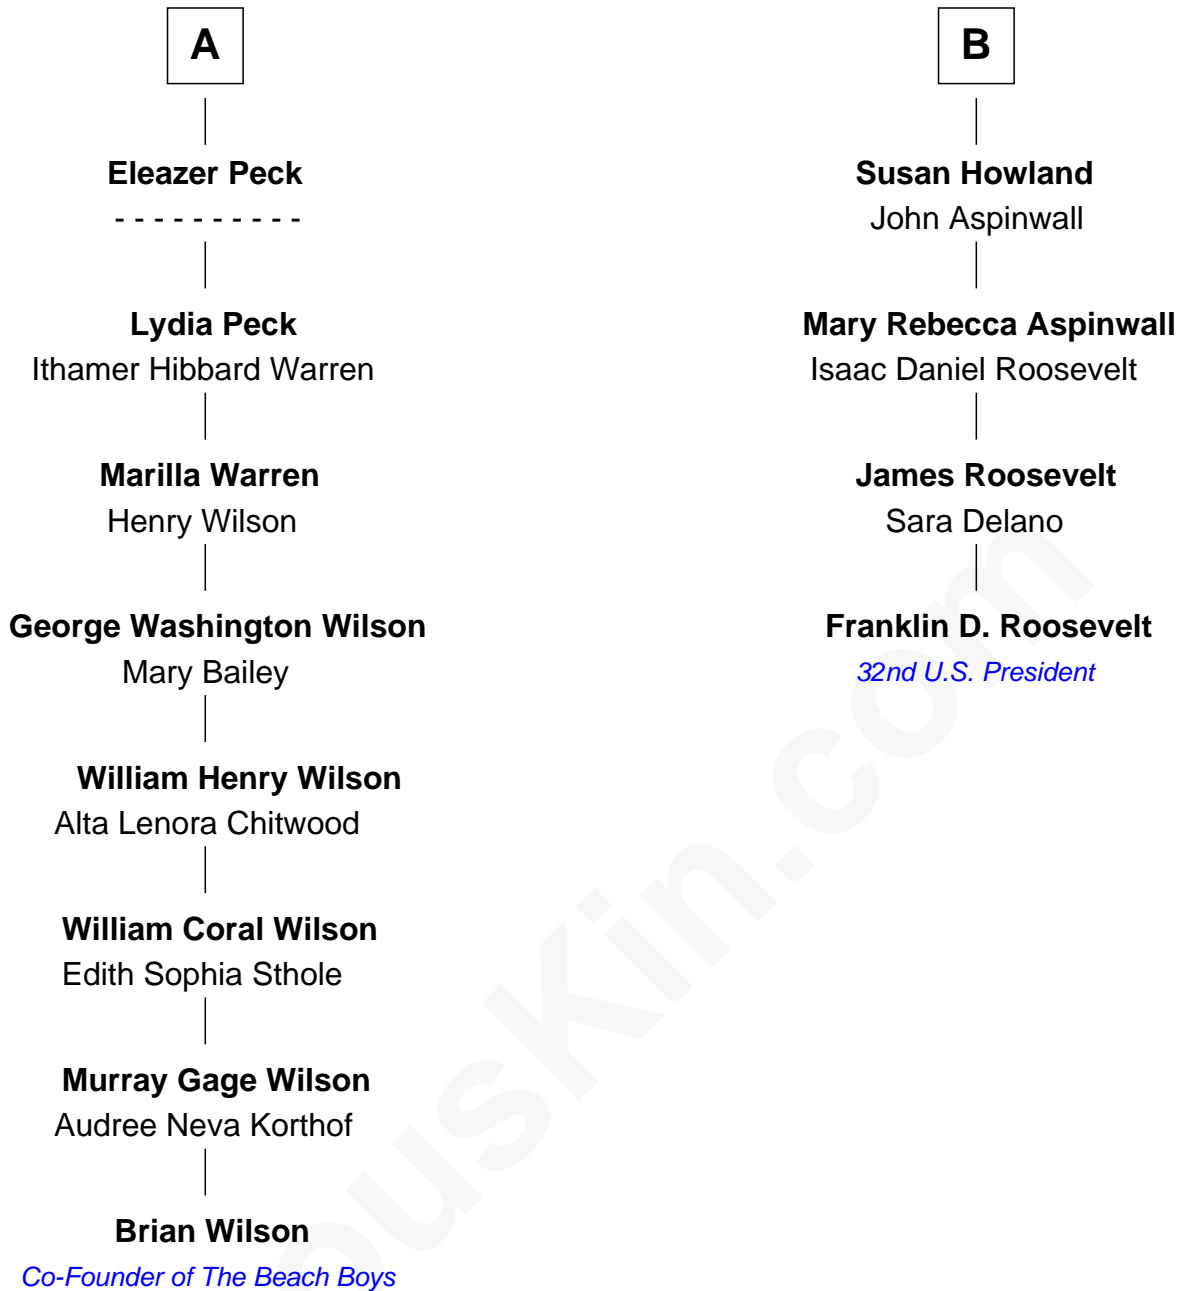 A
Eleazer Peck
- - - - - - - - - -
Lydia Peck
Ithamer Hibbard Warren
Marilla Warren
Henry Wilson
George Washington Wilson
Mary Bailey
William Henry Wilson
Alta Lenora Chitwood
William Coral Wilson
Edith Sophia Sthole
Murray Gage Wilson
Audree Neva Korthof
Brian Wilson
Co-Founder of The Beach Boys
B
Susan Howland
John Aspinwall
Mary Rebecca Aspinwall
Isaac Daniel Roosevelt
James Roosevelt
Sara Delano
Franklin D. Roosevelt
32nd U.S. President
ousKin.com